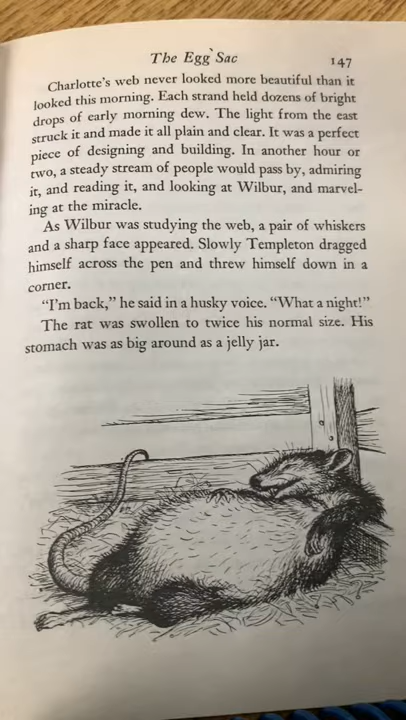 The Egg Sac 147
Charlotte's web never looked more beautiful than it
looked this morning. Each strand held dozens of bright
drops of early morning dew. The light from the east
struck it and made it all plain and clear. It was a perfect
piece of designing and building. In another hour or
two, a steady stream of people would pass by, admiring
it, and reading it, and looking at Wilbur, and marvel-
ing at the miracle.
As Wilbur was studying the web, a pair of whiskers
and a sharp face appeared. Slowly Templeton dragged
himself across the pen and threw himself down in a
corner.
"I'm back," he said in a husky voice. "What a night!"
The rat was swollen to twice his normal size. His
stomach was as big around as a jelly jar.